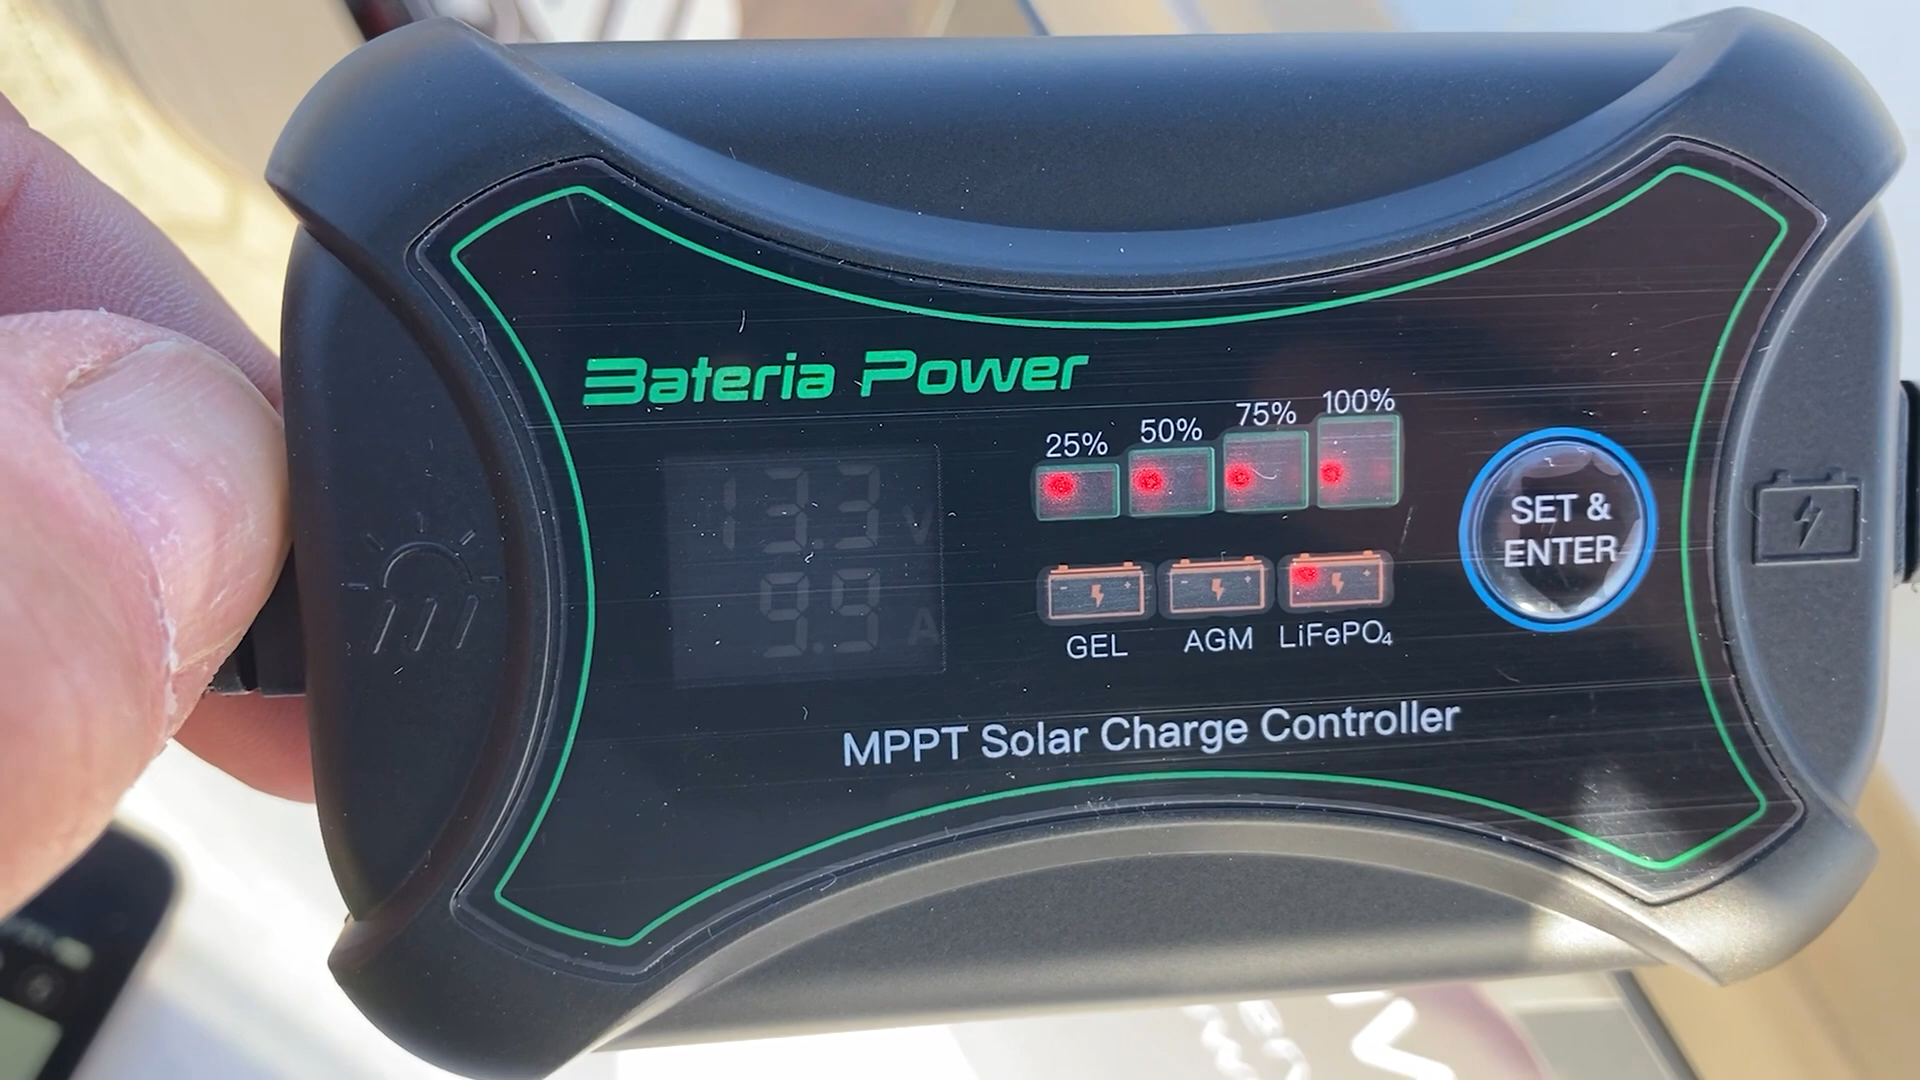 Bateria Power
25% 50% 75% 100%
13.3 V
9.9 A
SET &
ENTER
GEL AGM LiFePO₄
MPPT Solar Charge Controller